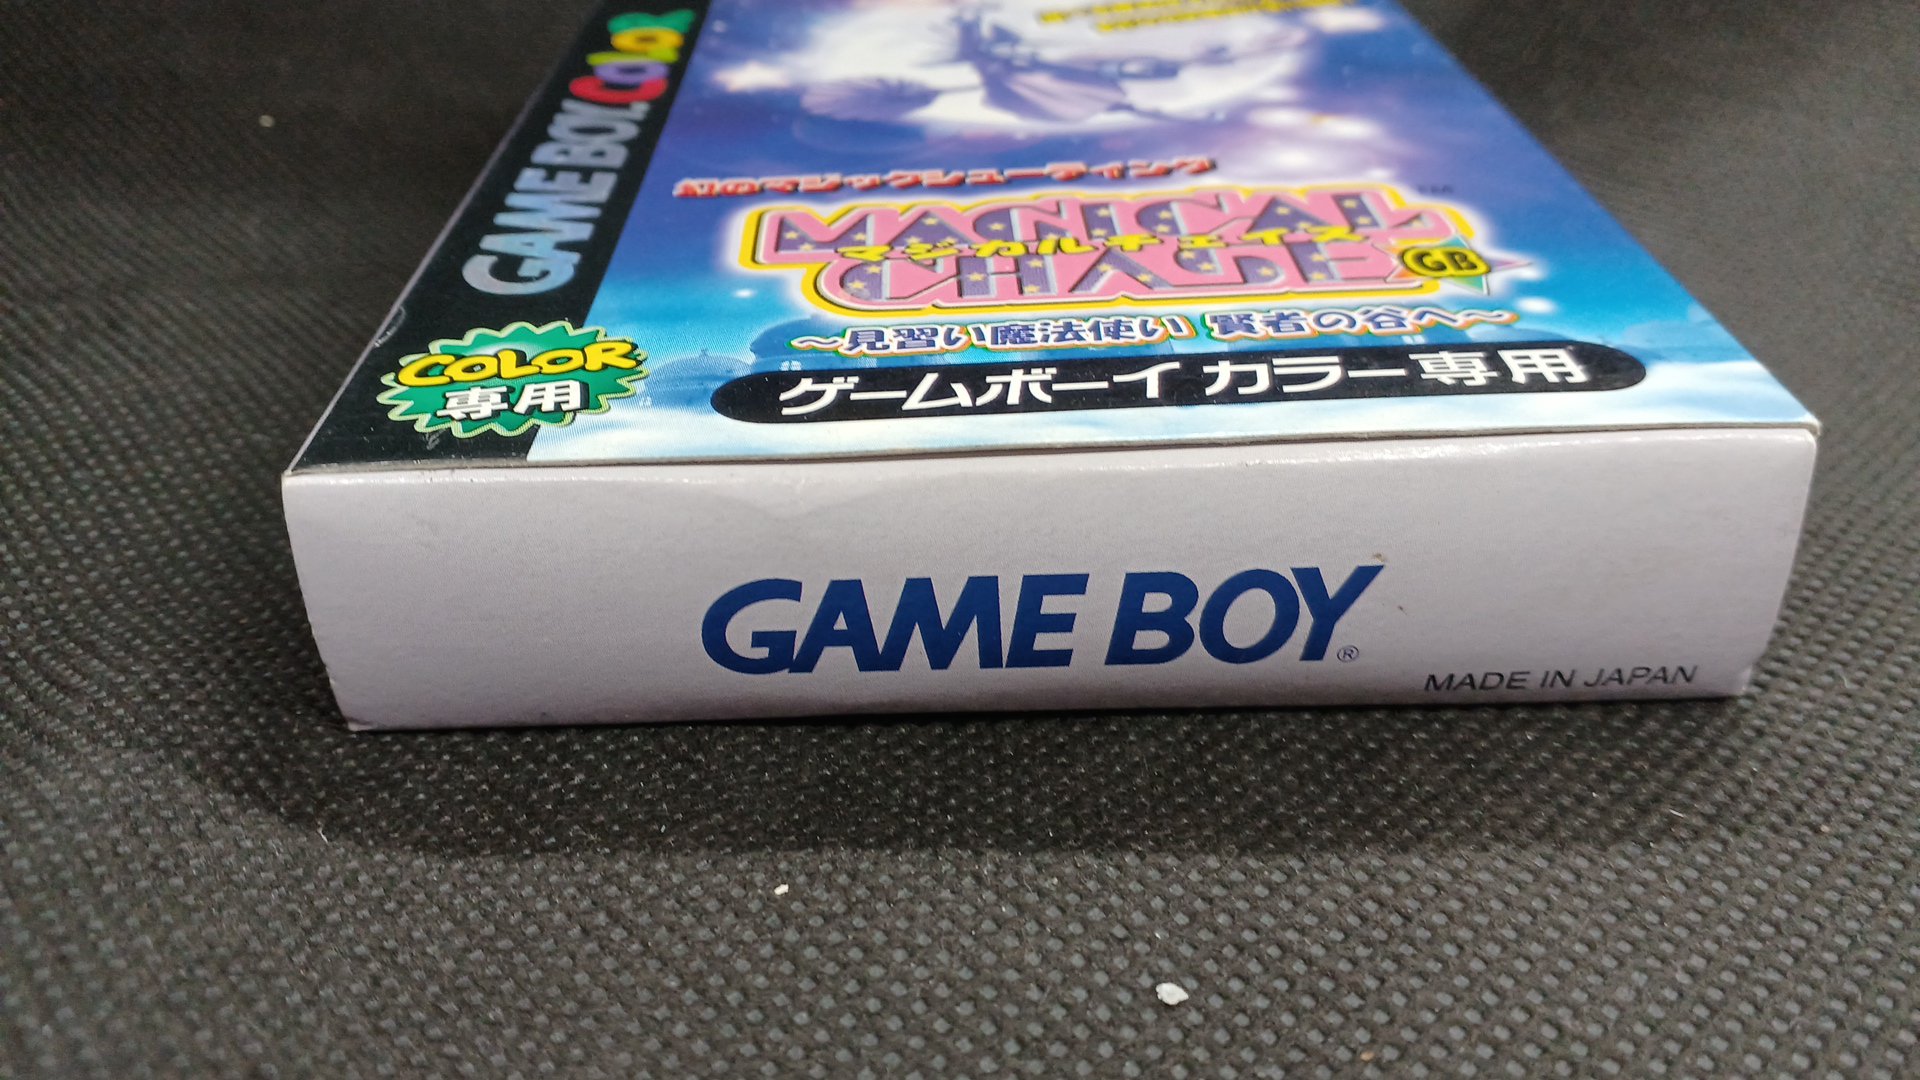 GAME BOY COLOR
幻のマジックシューティング
MAGICAL
マジカルチェイス
CHASE GB
～見習い魔法使い 賢者の谷へ～
COLOR
専用
ゲームボーイ カラー専用
GAME BOY®
MADE IN JAPAN